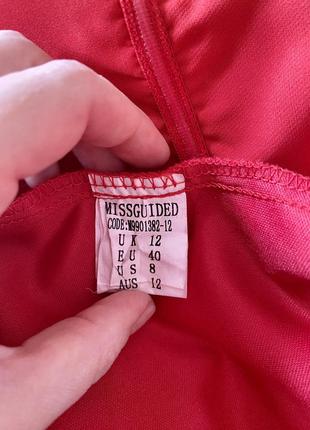 MISSGUIDED
CODE:M9901382-12
UK 12
EU 40
US 8
AUS 12